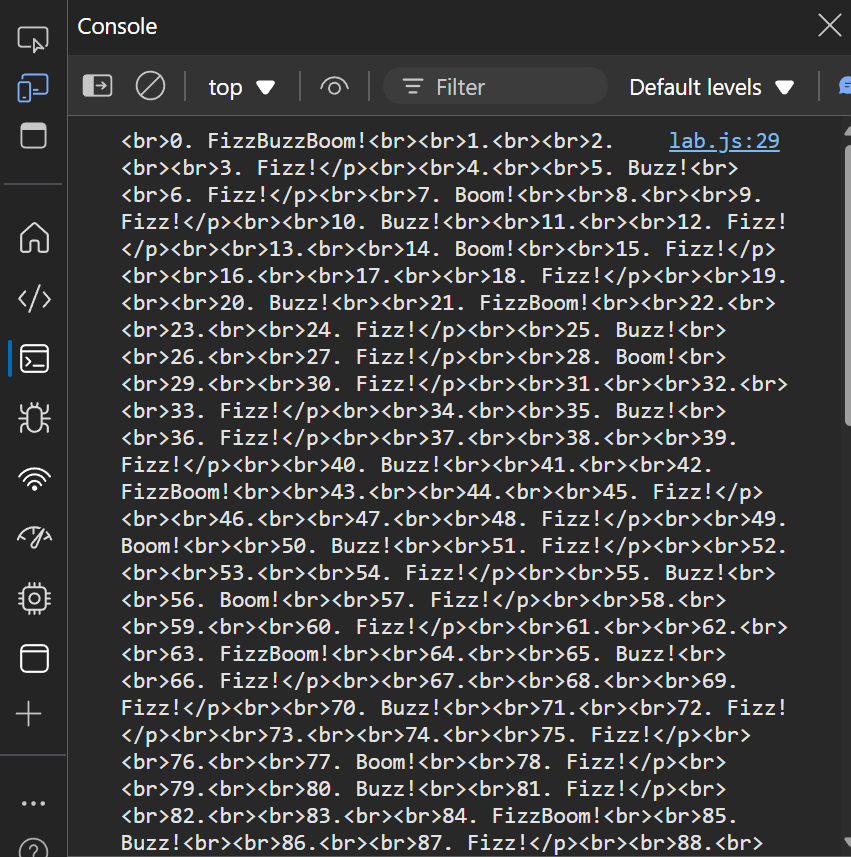 Console
top
Filter
Default levels
<br>0. FizzBuzzBoom!<br><br>1.<br><br>2. lab.js:29
<br><br>3. Fizz!</p><br><br>4.<br><br>5. Buzz!<br>
<br>6. Fizz!</p><br><br>7. Boom!<br><br>8.<br><br>9.
Fizz!</p><br><br>10. Buzz!<br><br>11.<br><br>12. Fizz!
</p><br><br>13.<br><br>14. Boom!<br><br>15. Fizz!</p>
<br><br>16.<br><br>17.<br><br>18. Fizz!</p><br><br>19.
<br><br>20. Buzz!<br><br>21. FizzBoom!<br><br>22.<br>
<br>23.<br><br>24. Fizz!</p><br><br>25. Buzz!<br>
<br>26.<br><br>27. Fizz!</p><br><br>28. Boom!<br>
<br>29.<br><br>30. Fizz!</p><br><br>31.<br><br>32.<br>
<br>33. Fizz!</p><br><br>34.<br><br>35. Buzz!<br>
<br>36. Fizz!</p><br><br>37.<br><br>38.<br><br>39.
Fizz!</p><br><br>40. Buzz!<br><br>41.<br><br>42.
FizzBoom!<br><br>43.<br><br>44.<br><br>45. Fizz!</p>
<br><br>46.<br><br>47.<br><br>48. Fizz!</p><br><br>49.
Boom!<br><br>50. Buzz!<br><br>51. Fizz!</p><br><br>52.
<br><br>53.<br><br>54. Fizz!</p><br><br>55. Buzz!<br>
<br>56. Boom!<br><br>57. Fizz!</p><br><br>58.<br>
<br>59.<br><br>60. Fizz!</p><br><br>61.<br><br>62.<br>
<br>63. FizzBoom!<br><br>64.<br><br>65. Buzz!<br>
<br>66. Fizz!</p><br><br>67.<br><br>68.<br><br>69.
Fizz!</p><br><br>70. Buzz!<br><br>71.<br><br>72. Fizz!
</p><br><br>73.<br><br>74.<br><br>75. Fizz!</p><br>
<br>76.<br><br>77. Boom!<br><br>78. Fizz!</p><br>
<br>79.<br><br>80. Buzz!<br><br>81. Fizz!</p><br>
<br>82.<br><br>83.<br><br>84. FizzBoom!<br><br>85.
Buzz!<br><br>86.<br><br>87. Fizz!</p><br><br>88.<br>